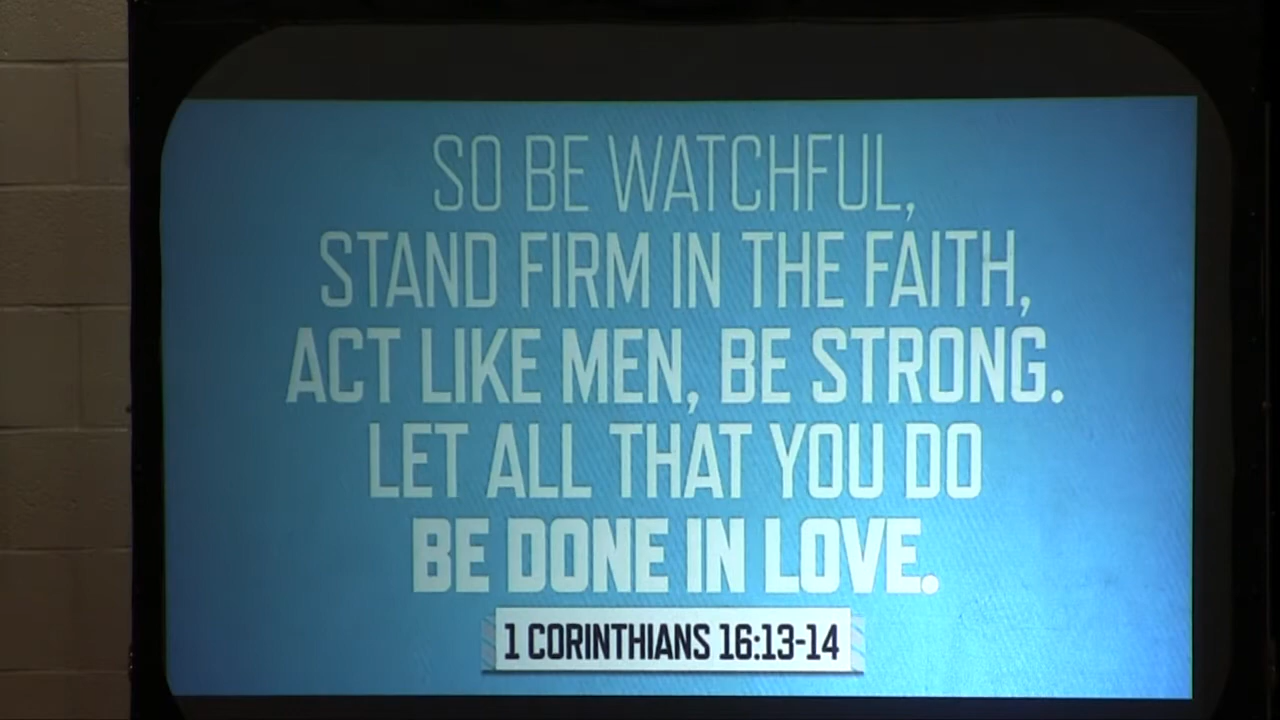 SO BE WATCHFUL,
STAND FIRM IN THE FAITH,
ACT LIKE MEN, BE STRONG.
LET ALL THAT YOU DO
BE DONE IN LOVE.
1 CORINTHIANS 16:13-14